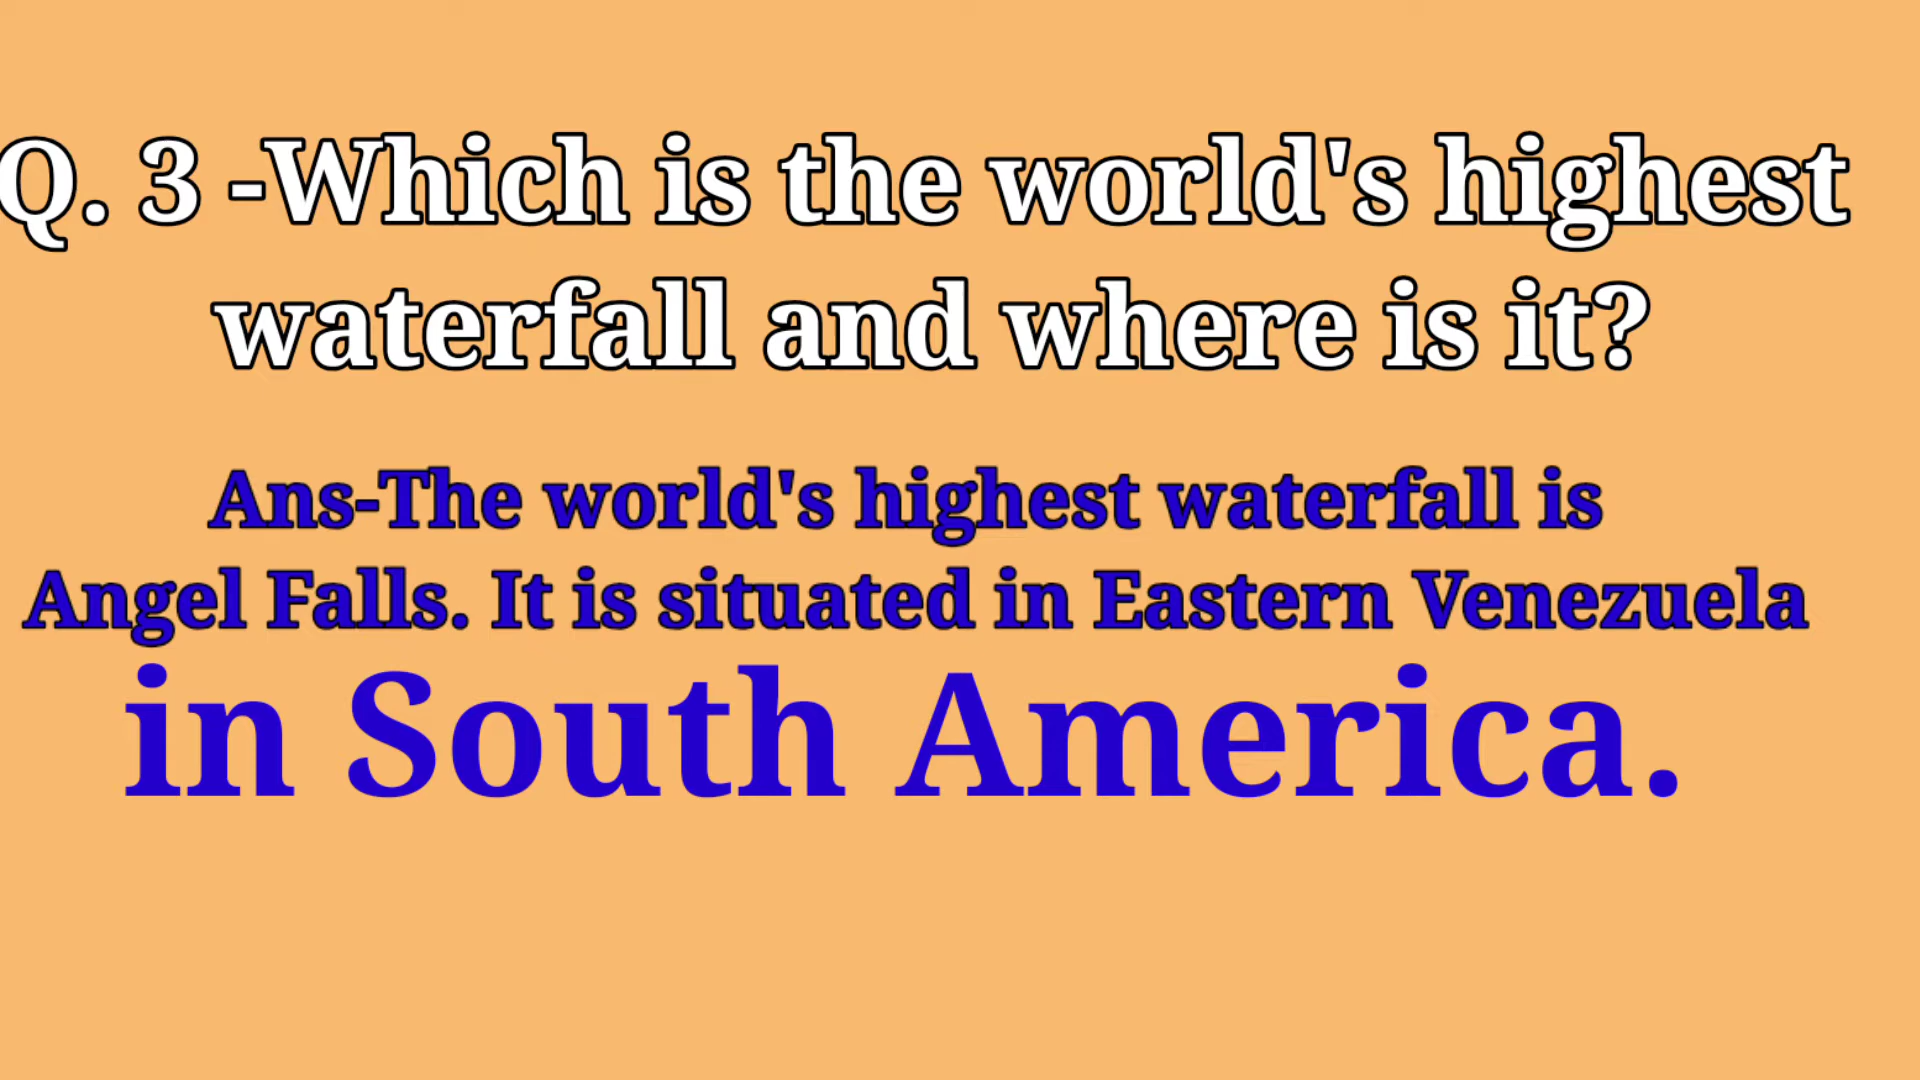 Q. 3 -Which is the world's highest
waterfall and where is it?
Ans-The world's highest waterfall is
Angel Falls. It is situated in Eastern Venezuela
in South America.